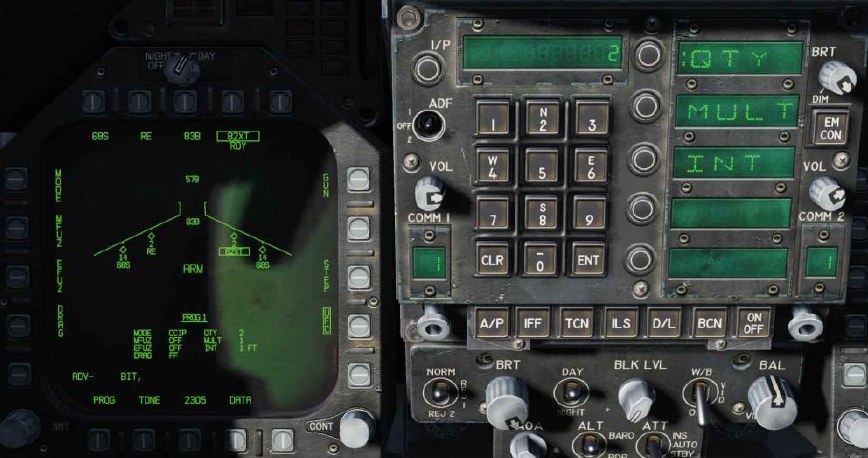 NIGHT DAY
OFF
68S RE 83B 82XT
RDY
57B
83B
2
RE
82XT
14
68S
14
68S
ARM
MODE
MFUZ
EFUZ
DRAG
GUN
STEP
UFC
PROG1
MODE CCIP QTY 2
MFUZ OFF MULT 1
EFUZ OFF INT 1 FT
DRAG FF
ADV- BIT,
PROG TONE 2305 DATA
BRT
CONT
I/P
2
:QTY
MULT
INT
BRT
DIM
EM
CON
ADF
1
OFF
2
VOL
COMM 1
1
N
2
3
W
4
5
E
6
7
S
8
9
CLR
–
0
ENT
VOL
COMM 2
1
1
A/P IFF TCN ILS D/L BCN ON
OFF
NORM
REJ 2
BRT
DAY
NIGHT
BLK LVL
W/B
VID
BAL
AOA
ALT
BARO
RDR
ATT
INS
AUTO
STBY